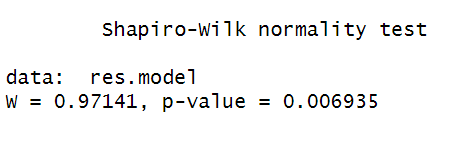 Shapiro-Wilk normality test
data:  res.model
W = 0.97141, p-value = 0.006935